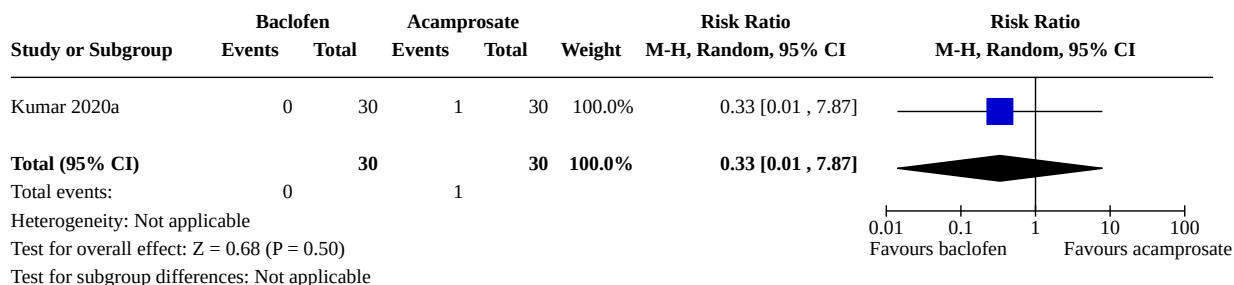 Baclofen Acamprosate Risk Ratio Risk Ratio
Study or Subgroup Events Total Events Total Weight M-H, Random, 95% CI M-H, Random, 95% CI
Kumar 2020a 0 30 1 30 100.0% 0.33 [0.01 , 7.87]
Total (95% CI) 30 30 100.0% 0.33 [0.01 , 7.87]
Total events: 0 1
Heterogeneity: Not applicable
0.01 0.1 1 10 100
Test for overall effect: Z = 0.68 (P = 0.50)
Favours baclofen Favours acamprosate
Test for subgroup differences: Not applicable